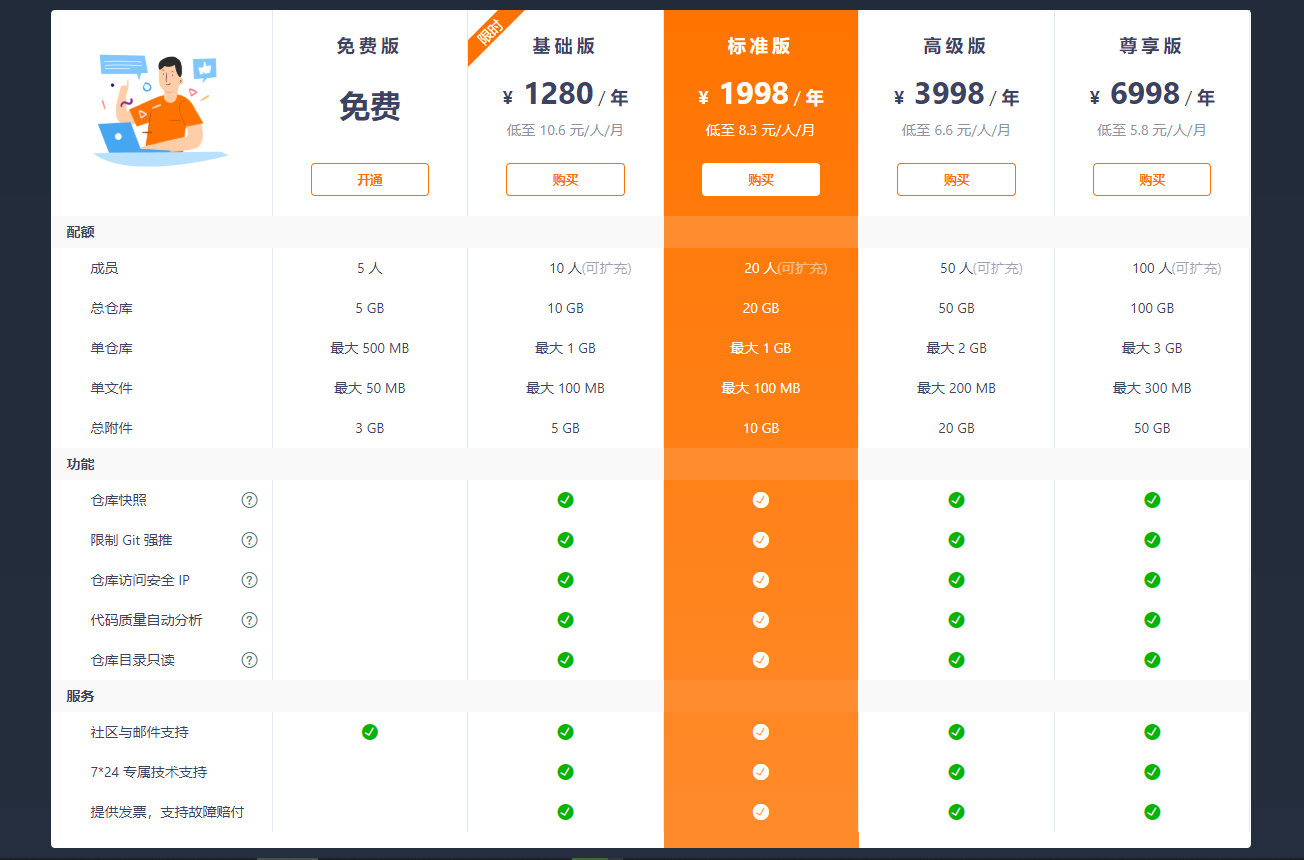 免费版
限时
基础版
标准版
高级版
尊享版
免费
¥ 1280 / 年
¥ 1998 / 年
¥ 3998 / 年
¥ 6998 / 年
低至 10.6 元/人/月
低至 8.3 元/人/月
低至 6.6 元/人/月
低至 5.8 元/人/月
开通
购买
购买
购买
购买
配额
成员 5 人 10 人(可扩充) 20 人(可扩充) 50 人(可扩充) 100 人(可扩充)
总仓库 5 GB 10 GB 20 GB 50 GB 100 GB
单仓库 最大 500 MB 最大 1 GB 最大 1 GB 最大 2 GB 最大 3 GB
单文件 最大 50 MB 最大 100 MB 最大 100 MB 最大 200 MB 最大 300 MB
总附件 3 GB 5 GB 10 GB 20 GB 50 GB
功能
仓库快照 ?
限制 Git 强推 ?
仓库访问安全 IP ?
代码质量自动分析 ?
仓库目录只读 ?
服务
社区与邮件支持
7*24 专属技术支持
提供发票，支持故障赔付